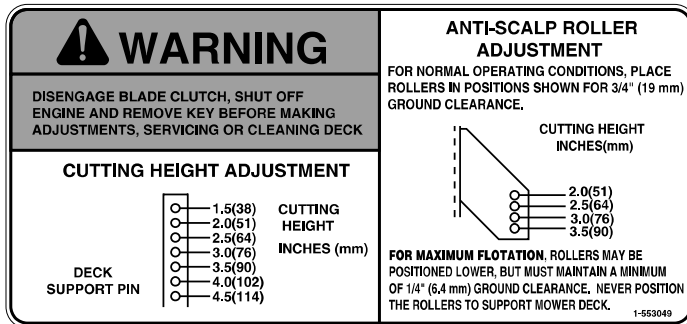 WARNING
DISENGAGE BLADE CLUTCH, SHUT OFF
ENGINE AND REMOVE KEY BEFORE MAKING
ADJUSTMENTS, SERVICING OR CLEANING DECK
CUTTING HEIGHT ADJUSTMENT
1.5(38)
2.0(51)
2.5(64)
3.0(76)
3.5(90)
4.0(102)
4.5(114)
CUTTING
HEIGHT
INCHES (mm)
DECK
SUPPORT PIN
ANTI-SCALP ROLLER
ADJUSTMENT
FOR NORMAL OPERATING CONDITIONS, PLACE
ROLLERS IN POSITIONS SHOWN FOR 3/4" (19 mm)
GROUND CLEARANCE.
CUTTING HEIGHT
INCHES(mm)
2.0(51)
2.5(64)
3.0(76)
3.5(90)
FOR MAXIMUM FLOTATION, ROLLERS MAY BE
POSITIONED LOWER, BUT MUST MAINTAIN A MINIMUM
OF 1/4" (6.4 mm) GROUND CLEARANCE. NEVER POSITION
THE ROLLERS TO SUPPORT MOWER DECK.
1-553049